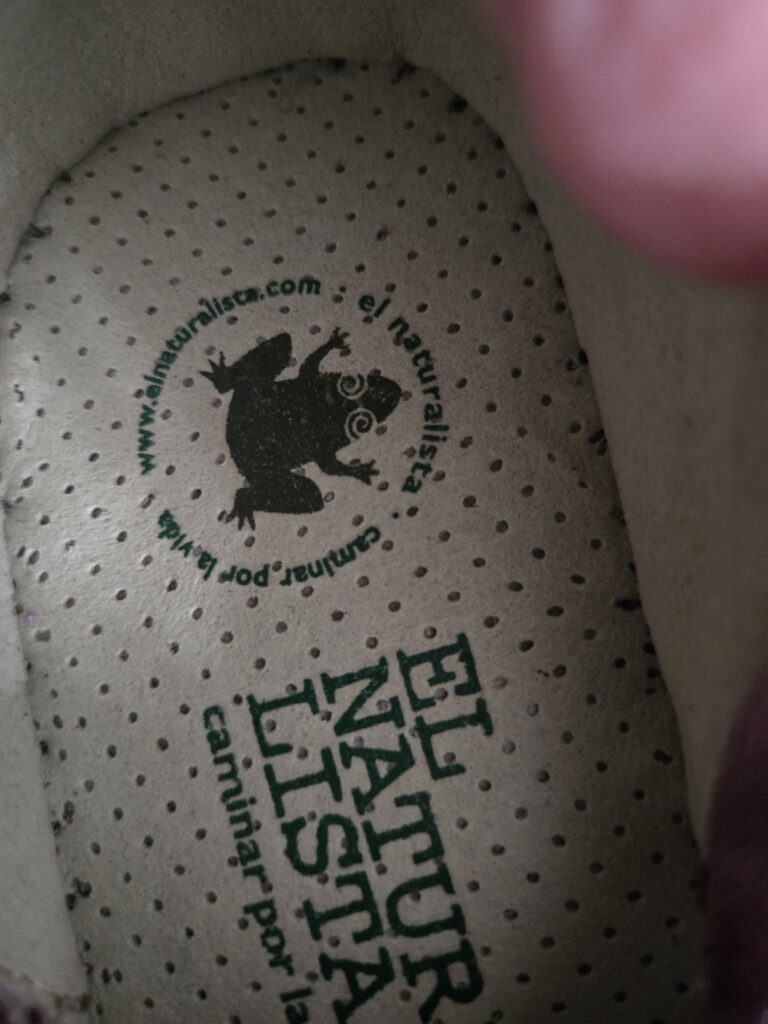 www.elnaturalista.com · el naturalista · caminar por la vida ·
EL
NATUR
LISTA
caminar por la